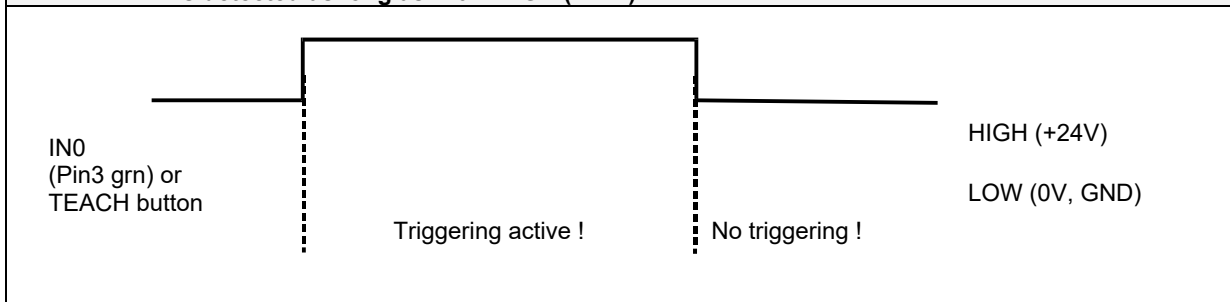 IN0
(Pin3 grn) or
TEACH button
HIGH (+24V)
LOW (0V, GND)
Triggering active !
No triggering !